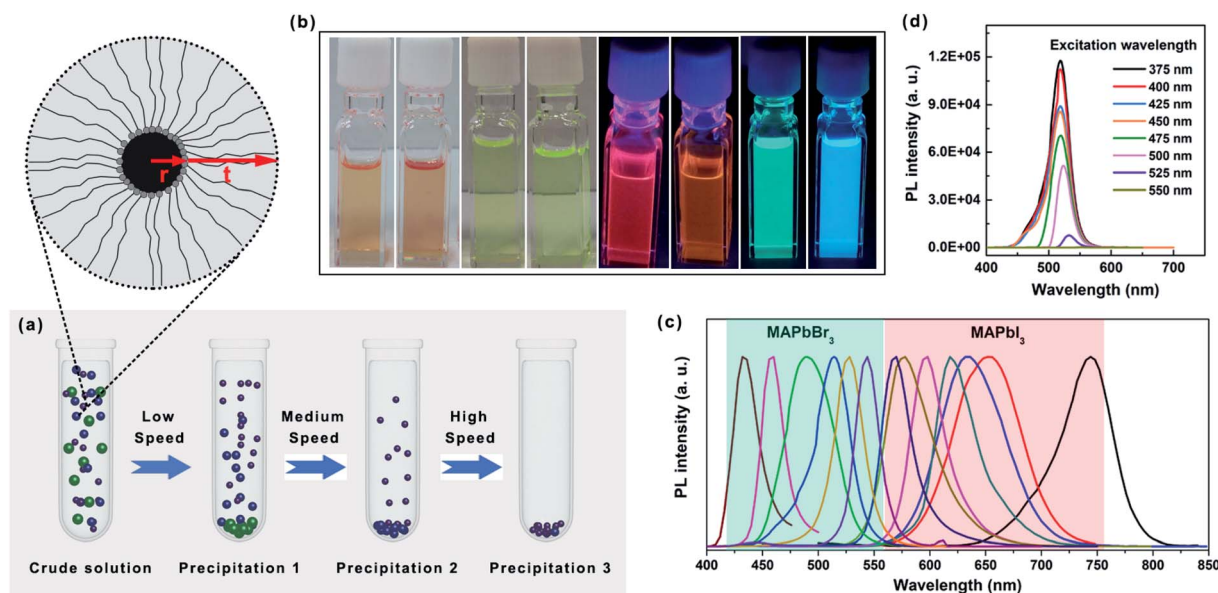 r
t
(b)
(d)
PL intensity (a. u.)
1.2E+05
9.0E+04
6.0E+04
3.0E+04
0.0E+00
Excitation wavelength
375 nm
400 nm
425 nm
450 nm
475 nm
500 nm
525 nm
550 nm
400 500 600 700
Wavelength (nm)
(a)
Low
Speed
Medium
Speed
High
Speed
Crude solution
Precipitation 1
Precipitation 2
Precipitation 3
(c)
MAPbBr₃
MAPbI₃
PL intensity (a. u.)
400 450 500 550 600 650 700 750 800 850
Wavelength (nm)